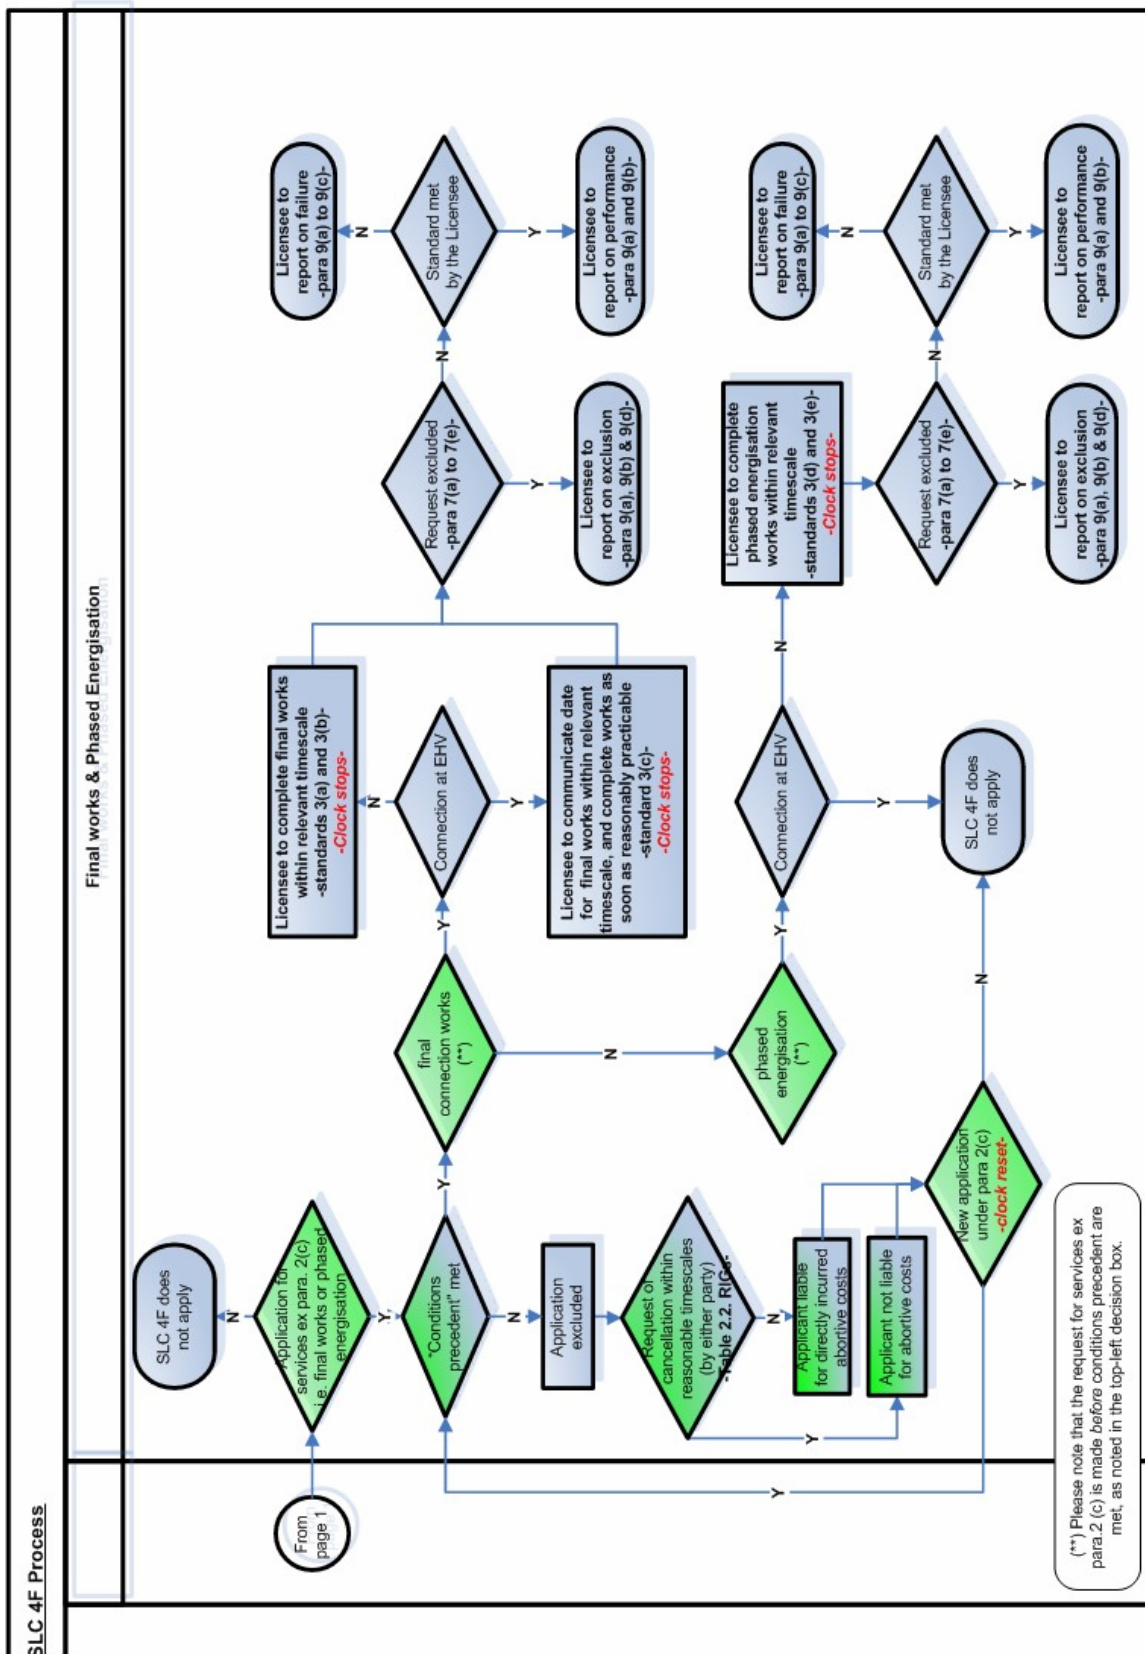 SLC 4F Process
Final works & Phased Energisation
From
page 1
SLC 4F does
not apply
N
Application for
services ex para. 2(c)
i.e. final works or phased
energisation
Y
"Conditions
precedent" met
Y
N
Application
excluded
Request of
cancellation within
reasonable timescales
(by either party)
-Table 2.2. RIGs-
N
Y
Applicant liable
for directly incurred
abortive costs
Applicant not liable
for abortive costs
New application
under para 2(c)
-clock reset-
Y
N
SLC 4F does
not apply
final
connection works
(**)
Y
N
phased
energisation
(**)
Y
Licensee to complete final works
within relevant timescale
-standards 3(a) and 3(b)-
-Clock stops-
N
Connection at EHV
Y
Licensee to communicate date
for final works within relevant
timescale, and complete works as
soon as reasonably practicable
-standard 3(c)-
-Clock stops-
Connection at EHV
N
Y
Request excluded
-para 7(a) to 7(e)-
N
Y
Licensee to
report on exclusion
-para 9(a), 9(b) & 9(d)-
Licensee to
report on failure
-para 9(a) to 9(c)-
N
Standard met
by the Licensee
Y
Licensee to
report on performance
-para 9(a) and 9(b)-
Licensee to complete
phased energisation
works within relevant
timescale
-standards 3(d) and 3(e)-
-Clock stops-
Request excluded
-para 7(a) to 7(e)-
N
Y
Licensee to
report on exclusion
-para 9(a), 9(b) & 9(d)-
Licensee to
report on failure
-para 9(a) to 9(c)-
N
Standard met
by the Licensee
Y
Licensee to
report on performance
-para 9(a) and 9(b)-
(**) Please note that the request for services ex
para.2 (c) is made before conditions precedent are
met, as noted in the top-left decision box.